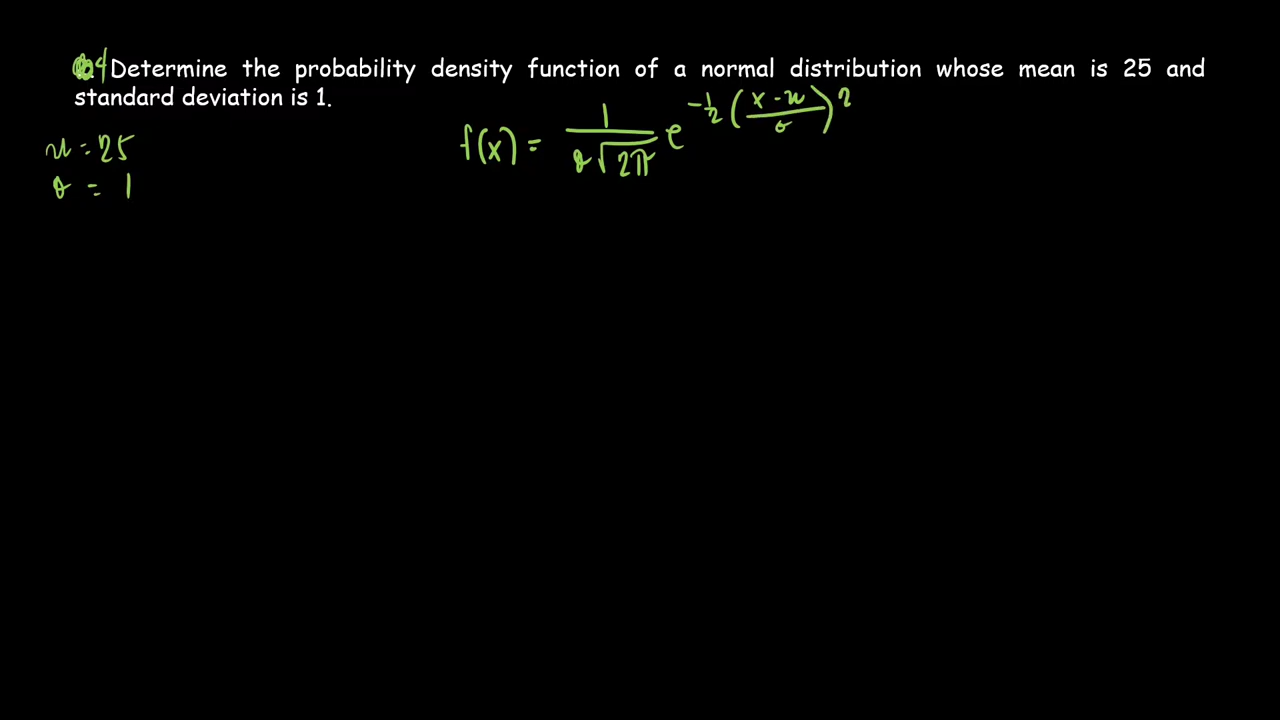 4 Determine the probability density function of a normal distribution whose mean is 25 and
standard deviation is 1.
μ = 25
σ = 1
f(x) = 1/(σ√(2π)) e^(-1/2((x-μ)/σ)^2)